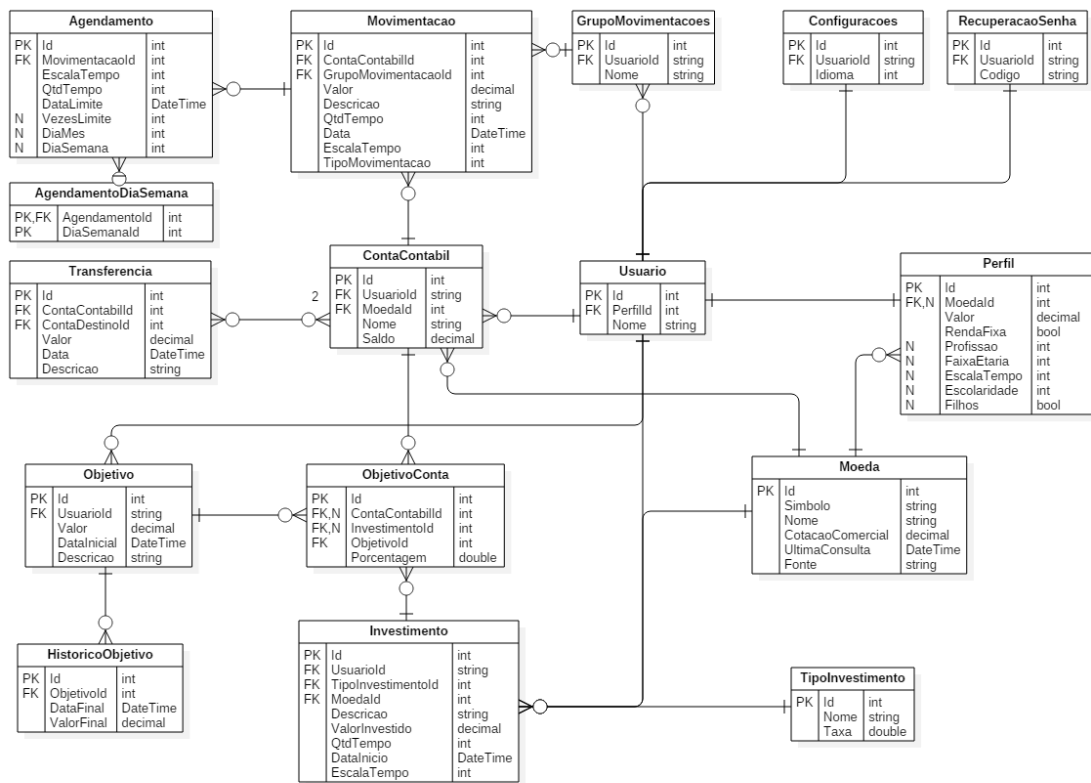 Agendamento
PK Id int
FK MovimentacaoId int
EscalaTempo int
QtdTempo int
DataLimite DateTime
N VezesLimite int
N DiaMes int
N DiaSemana int
Movimentacao
PK Id int
FK ContaContabilId int
FK GrupoMovimentacaoId int
Valor decimal
Descricao string
QtdTempo int
Data DateTime
EscalaTempo int
TipoMovimentacao int
GrupoMovimentacoes
PK Id int
FK UsuarioId string
Nome string
Configuracoes
PK Id int
FK UsuarioId string
Idioma int
RecuperacaoSenha
PK Id int
FK UsuarioId string
Codigo string
AgendamentoDiaSemana
PK,FK AgendamentoId int
PK DiaSemanaId int
Transferencia
PK Id int
FK ContaContabilId int
FK ContaDestinoId int
Valor decimal
Data DateTime
Descricao string
2
ContaContabil
PK Id int
FK UsuarioId string
FK MoedaId int
Nome string
Saldo decimal
Usuario
PK Id int
FK PerfilId int
Nome string
Perfil
PK Id int
FK,N MoedaId int
Valor decimal
RendaFixa bool
N Profissao int
N FaixaEtaria int
N EscalaTempo int
N Escolaridade int
N Filhos bool
Objetivo
PK Id int
FK UsuarioId string
Valor decimal
DataInicial DateTime
Descricao string
ObjetivoConta
PK Id int
FK,N ContaContabilId int
FK,N InvestimentoId int
FK ObjetivoId int
Porcentagem double
Moeda
PK Id int
Simbolo string
Nome string
CotacaoComercial decimal
UltimaConsulta DateTime
Fonte string
HistoricoObjetivo
PK Id int
FK ObjetivoId int
DataFinal DateTime
ValorFinal decimal
Investimento
PK Id int
FK UsuarioId string
FK TipoInvestimentoId int
FK MoedaId int
Descricao string
ValorInvestido decimal
QtdTempo int
DataInicio DateTime
EscalaTempo int
TipoInvestimento
PK Id int
Nome string
Taxa double